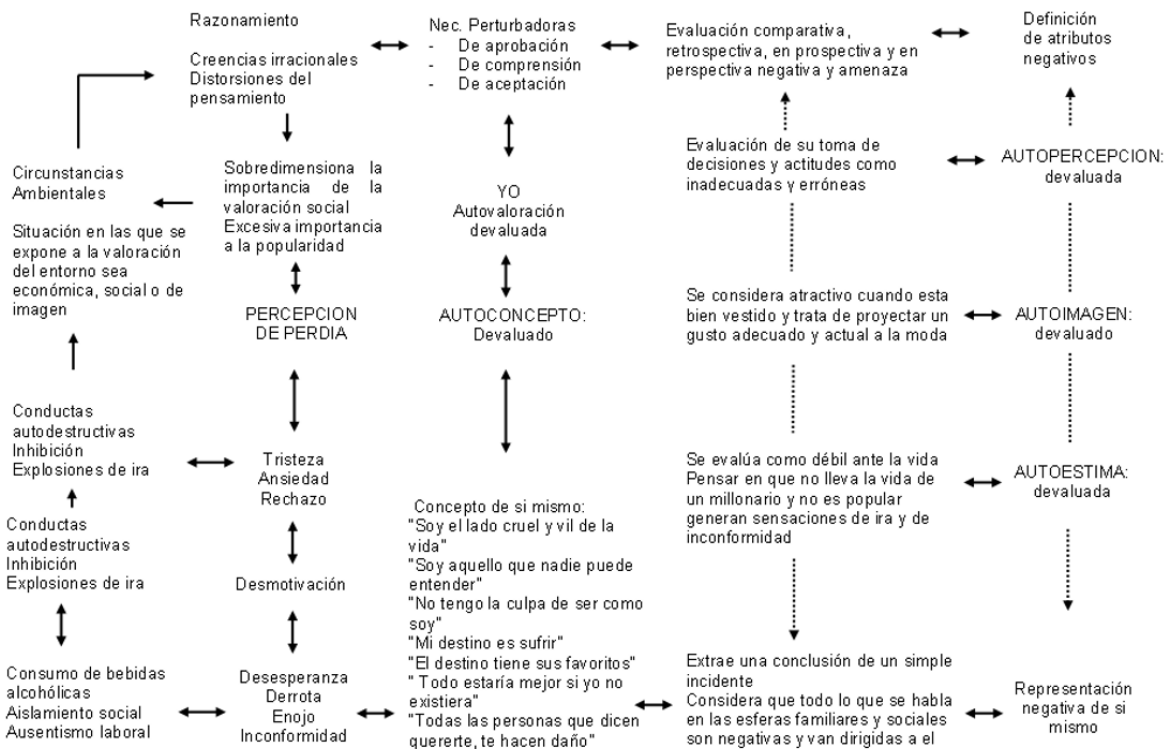 Razonamiento
Creencias irracionales
Distorsiones del
pensamiento
Nec. Perturbadoras
- De aprobación
- De comprensión
- De aceptación
Evaluación comparativa,
retrospectiva, en prospectiva y en
perspectiva negativa y amenaza
Definición
de atributos
negativos
Circunstancias
Ambientales
Situación en las que se
expone a la valoración
del entorno sea
económica, social o de
imagen
Sobredimensiona la
importancia de la
valoración social
Excesiva importancia
a la popularidad
YO
Autovaloración
devaluada
Evaluación de su toma de
decisiones y actitudes como
inadecuadas y erróneas
AUTOPERCEPCION:
devaluada
PERCEPCION
DE PERDIA
AUTOCONCEPTO:
Devaluado
Se considera atractivo cuando esta
bien vestido y trata de proyectar un
gusto adecuado y actual a la moda
AUTOIMAGEN:
devaluado
Conductas
autodestructivas
Inhibición
Explosiones de ira
Tristeza
Ansiedad
Rechazo
Se evalúa como débil ante la vida
Pensar en que no lleva la vida de
un millonario y no es popular
generan sensaciones de ira y de
inconformidad
AUTOESTIMA:
devaluada
Conductas
autodestructivas
Inhibición
Explosiones de ira
Desmotivación
Concepto de si mismo:
"Soy el lado cruel y vil de la
vida"
"Soy aquello que nadie puede
entender"
"No tengo la culpa de ser como
soy"
"Mi destino es sufrir"
"El destino tiene sus favoritos"
" Todo estaría mejor si yo no
existiera"
"Todas las personas que dicen
quererte, te hacen daño"
Consumo de bebidas
alcohólicas
Aislamiento social
Ausentismo laboral
Desesperanza
Derrota
Enojo
Inconformidad
Extrae una conclusión de un simple
incidente
Considera que todo lo que se habla
en las esferas familiares y sociales
son negativas y van dirigidas a el
Representación
negativa de si
mismo